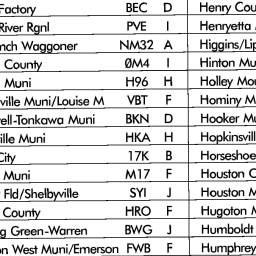 Factory BEC D Henry Cou
River Rgnl PVE I Henryetta
nch Waggoner NM32 A Higgins/Lip
County ØM4 I Hinton Mu
Muni H96 H Holley Mou
ville Muni/Louise M VBT F Hominy M
ell-Tonkawa Muni BKN D Hooker Mu
ille Muni HKA H Hopkinsvill
City 17K B Horseshoe
Muni M17 F Houston C
Fld/Shelbyville SYI J Houston M
County HRO F Hugoton M
g Green-Warren BWG J Humboldt
on West Muni/Emerson FWB F Humphrey